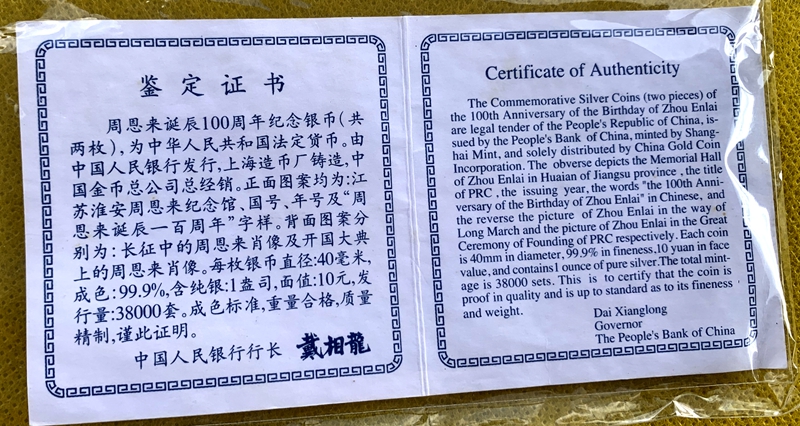 鉴定证书
周恩来诞辰100周年纪念银币(共
两枚),为中华人民共和国法定货币。由
中国人民银行发行,上海造币厂铸造,中
国金币总公司总经销。正面图案均为:江
苏淮安周恩来纪念馆、国号、年号及“周
恩来诞辰一百周年”字样。背面图案分
别为:长征中的周恩来肖像及开国大典
上的周恩来肖像。每枚银币直径:40毫米,
成色:99.9%,含纯银:1盎司,面值:10元,发
行量:38000套。成色标准,重量合格,质量
精制,谨此证明。
中国人民银行行长 戴相龍
Certificate of Authenticity
The Commemorative Silver Coins (two pieces) of
the 100th Anniversary of the Birthday of Zhou Enlai
are legal tender of the People's Republic of China, is-
sued by the People's Bank of China, minted by Shang-
hai Mint, and solely distributed by China Gold Coin
Incorporation. The obverse depicts the Memorial Hall
of Zhou Enlai in Huaian of Jiangsu province , the title
of PRC , the issuing year, the words "the 100th Anni-
versary of the Birthday of Zhou Enlai" in Chinese, and
the reverse the picture of Zhou Enlai in the way of
Long March and the picture of Zhou Enlai in the Great
Ceremony of Founding of PRC respectively. Each coin
is 40mm in diameter, 99.9% in fineness, 10 yuan in face
value, and contains 1 ounce of pure silver. The total mint-
age is 38000 sets. This is to certify that the coin is
proof in quality and is up to standard as to its fineness
and weight.
Dai Xianglong
Governor
The People's Bank of China